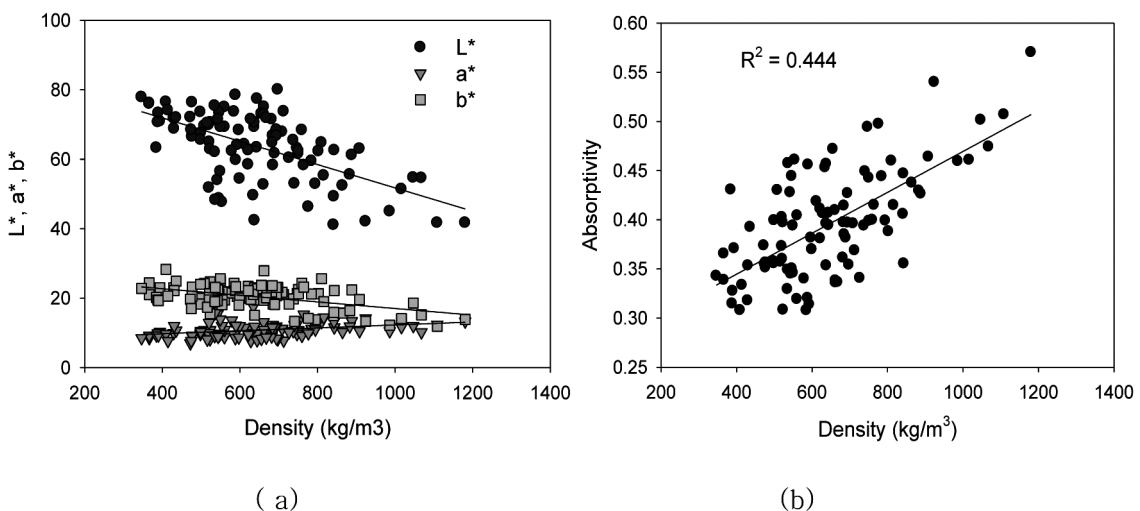 100
80
60
40
20
0
L*, a*, b*
L*
a*
b*
200 400 600 800 1000 1200 1400
Density (kg/m3)
( a)
0.60
0.55
0.50
0.45
0.40
0.35
0.30
0.25
Absorptivity
R² = 0.444
200 400 600 800 1000 1200 1400
Density (kg/m³)
(b)